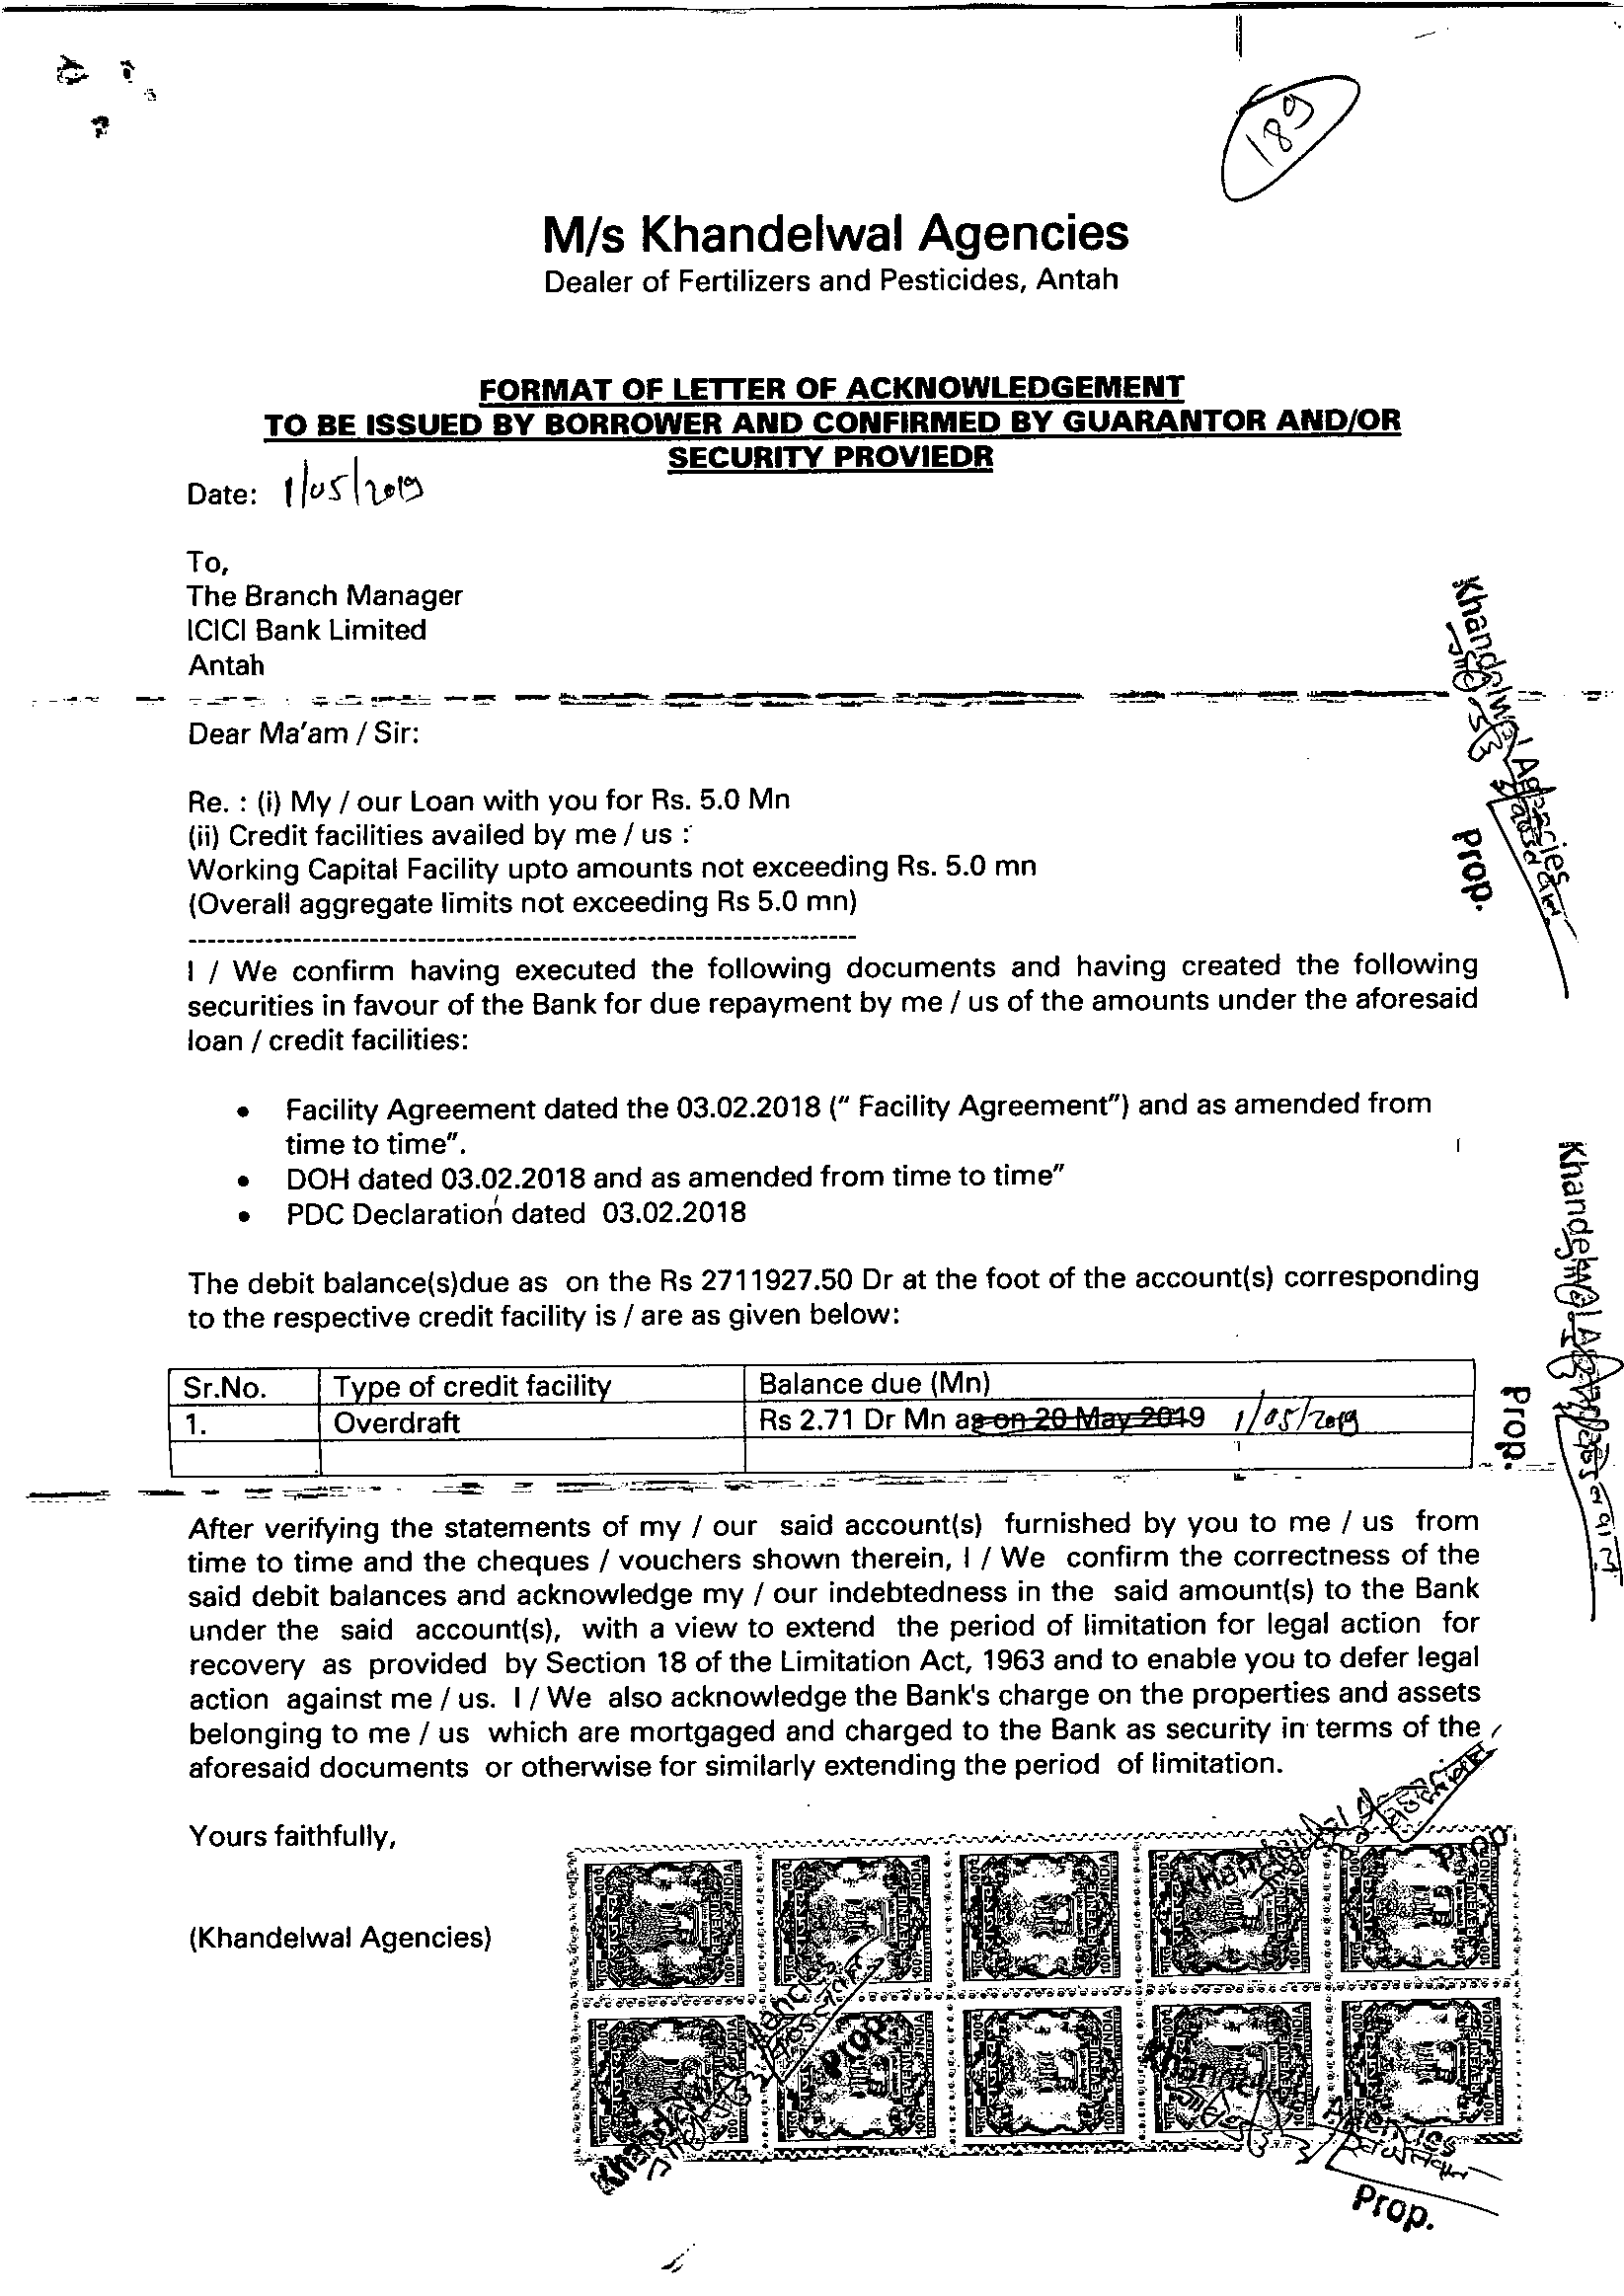 189
M/s Khandelwal Agencies
Dealer of Fertilizers and Pesticides, Antah
FORMAT OF LETTER OF ACKNOWLEDGEMENT
TO BE ISSUED BY BORROWER AND CONFIRMED BY GUARANTOR AND/OR
SECURITY PROVIEDR
Date: 1/05/2019
To,
The Branch Manager
ICICI Bank Limited
Antah
Dear Ma'am / Sir:
Re. : (i) My / our Loan with you for Rs. 5.0 Mn
(ii) Credit facilities availed by me / us :
Working Capital Facility upto amounts not exceeding Rs. 5.0 mn
(Overall aggregate limits not exceeding Rs 5.0 mn)
Khandelwal Agencies
Prop.
I / We confirm having executed the following documents and having created the following
securities in favour of the Bank for due repayment by me / us of the amounts under the aforesaid
loan / credit facilities:
• Facility Agreement dated the 03.02.2018 (" Facility Agreement") and as amended from
time to time".
• DOH dated 03.02.2018 and as amended from time to time"
• PDC Declaration dated 03.02.2018
The debit balance(s)due as on the Rs 2711927.50 Dr at the foot of the account(s) corresponding
to the respective credit facility is / are as given below:
Sr.No. Type of credit facility Balance due (Mn)
1. Overdraft Rs 2.71 Dr Mn as on 20 May 2019 1/05/2019
Khandelwal Agencies
Prop.
After verifying the statements of my / our said account(s) furnished by you to me / us from
time to time and the cheques / vouchers shown therein, I / We confirm the correctness of the
said debit balances and acknowledge my / our indebtedness in the said amount(s) to the Bank
under the said account(s), with a view to extend the period of limitation for legal action for
recovery as provided by Section 18 of the Limitation Act, 1963 and to enable you to defer legal
action against me / us. I / We also acknowledge the Bank's charge on the properties and assets
belonging to me / us which are mortgaged and charged to the Bank as security in terms of the
aforesaid documents or otherwise for similarly extending the period of limitation.
Yours faithfully,
(Khandelwal Agencies)
REVENUE INDIA
Prop.
Prop.
Prop.